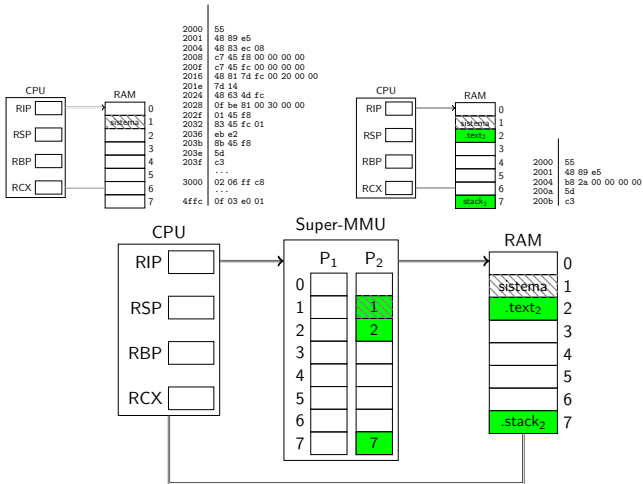 CPU
RIP
RSP
RBP
RCX
RAM
0
sistema 1
2
3
4
5
6
7
2000 55
2001 48 89 e5
2004 48 83 ec 08
2008 c7 45 f8 00 00 00 00
200f c7 45 fc 00 00 00 00
2016 48 81 7d fc 00 20 00 00
201e 7d 14
2024 48 63 4d fc
2028 0f be 81 00 30 00 00
202f 01 45 f8
2032 83 45 fc 01
2036 eb e2
203b 8b 45 f8
203e 5d
203f c3
...
3000 02 06 ff c8
...
4ffc 0f 03 e0 01
CPU
RIP
RSP
RBP
RCX
RAM
0
sistema 1
.text₂ 2
3
4
5
6
stack₂ 7
2000 55
2001 48 89 e5
2004 b8 2a 00 00 00 00
200a 5d
200b c3
CPU
RIP
RSP
RBP
RCX
Super-MMU
P₁ P₂
0
1 1
2 2
3
4
5
6
7 7
RAM
0
sistema 1
.text₂ 2
3
4
5
6
.stack₂ 7